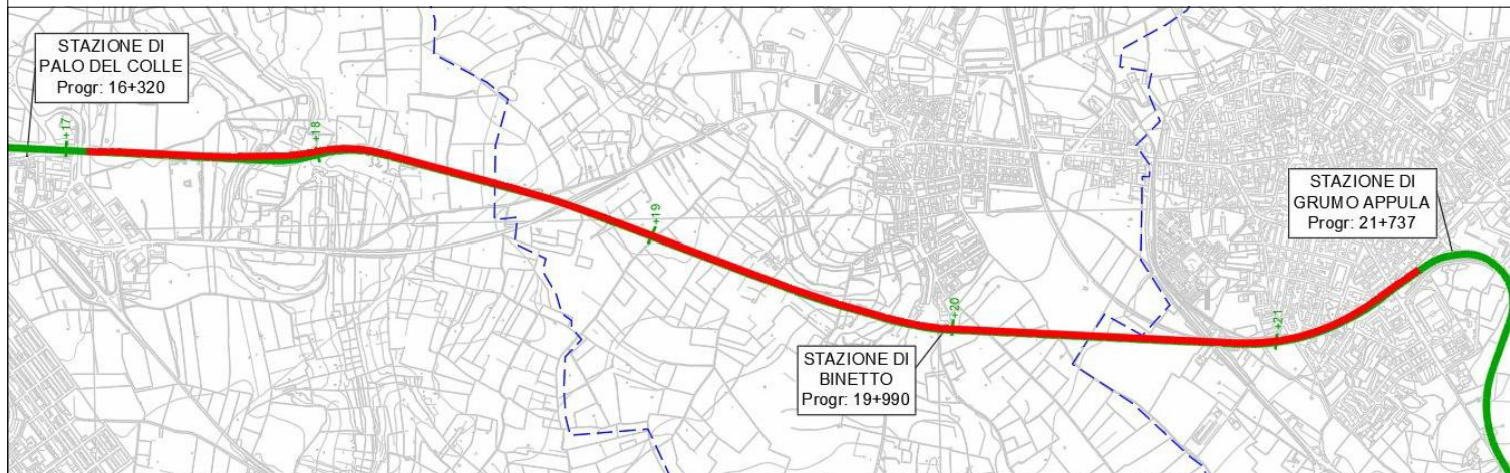 STAZIONE DI
PALO DEL COLLE
Progr: 16+320
+17
+18
+19
STAZIONE DI
BINETTO
Progr: 19+990
+20
+21
STAZIONE DI
GRUMO APPULA
Progr: 21+737